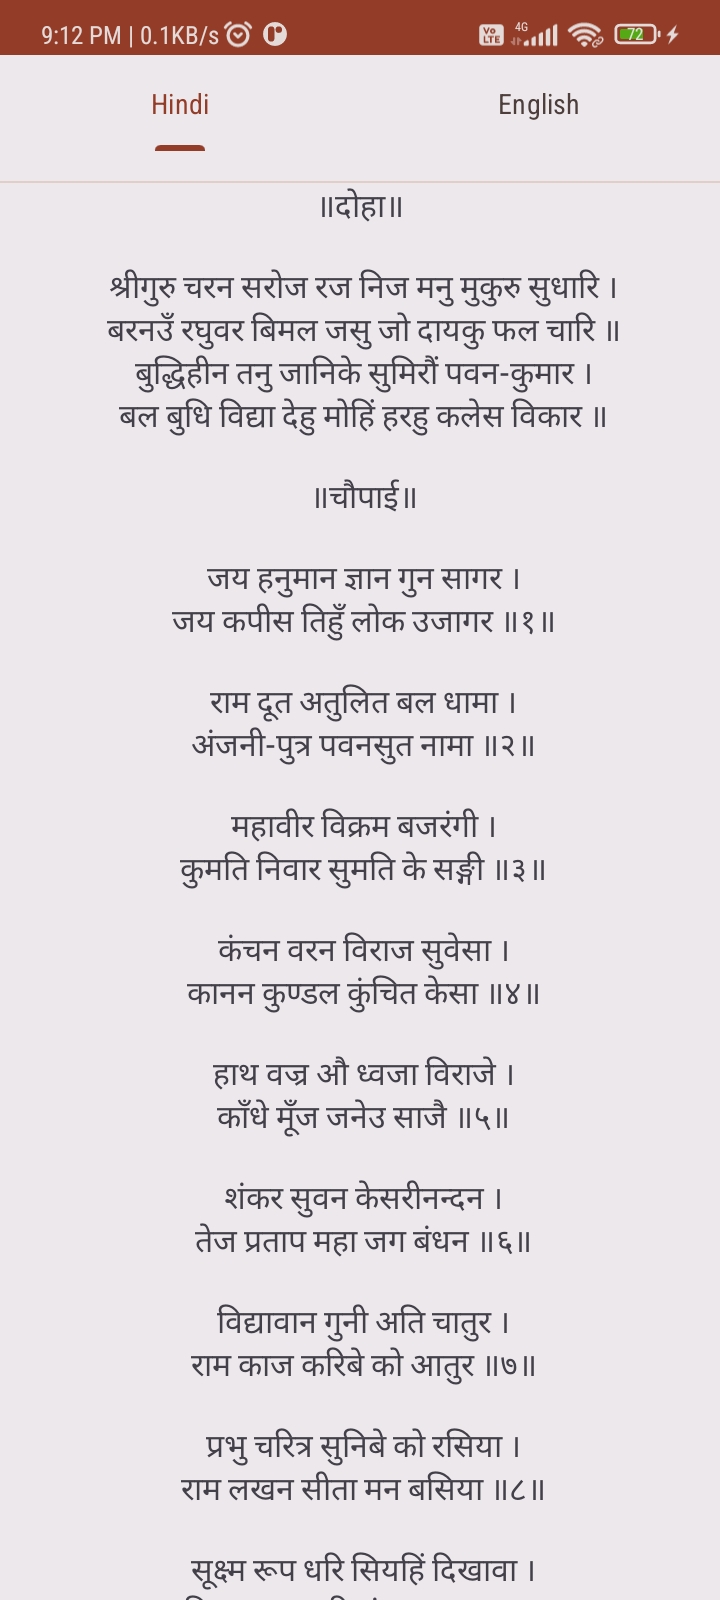 9:12 PM | 0.1KB/s Vo LTE 4G 72
Hindi English
॥दोहा॥
श्रीगुरु चरन सरोज रज निज मनु मुकुरु सुधारि ।
बरनउँ रघुवर बिमल जसु जो दायकु फल चारि ॥
बुद्धिहीन तनु जानिके सुमिरौं पवन-कुमार ।
बल बुधि विद्या देहु मोहिं हरहु कलेस विकार ॥
॥चौपाई॥
जय हनुमान ज्ञान गुन सागर ।
जय कपीस तिहुँ लोक उजागर ॥१॥
राम दूत अतुलित बल धामा ।
अंजनी-पुत्र पवनसुत नामा ॥२॥
महावीर विक्रम बजरंगी ।
कुमति निवार सुमति के सङ्गी ॥३॥
कंचन वरन विराज सुवेसा ।
कानन कुण्डल कुंचित केसा ॥४॥
हाथ वज्र औ ध्वजा विराजे ।
काँधे मूँज जनेउ साजै ॥५॥
शंकर सुवन केसरीनन्दन ।
तेज प्रताप महा जग बंधन ॥६॥
विद्यावान गुनी अति चातुर ।
राम काज करिबे को आतुर ॥७॥
प्रभु चरित्र सुनिबे को रसिया ।
राम लखन सीता मन बसिया ॥८॥
सूक्ष्म रूप धरि सियहिं दिखावा ।